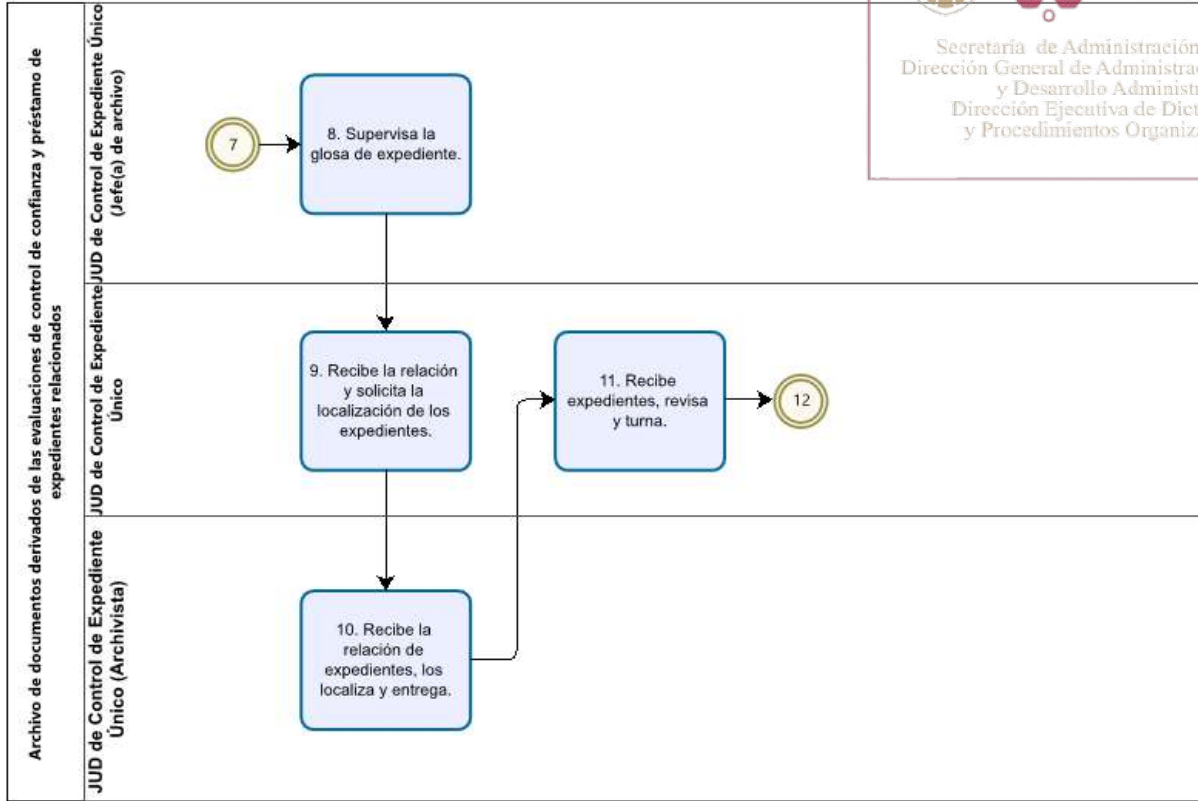 Secretaría de Administración
Dirección General de Administra
y Desarrollo Administ
Dirección Ejecutiva de Dict
y Procedimientos Organiz
Archivo de documentos derivados de las evaluaciones de control de confianza y préstamo de
expedientes relacionados
JUD de Control de Expediente Único
(Jefe(a) de archivo)
7
8. Supervisa la
glosa de expediente.
JUD de Control de Expediente
Único
9. Recibe la relación
y solicita la
localización de los
expedientes.
11. Recibe
expedientes, revisa
y turna.
12
JUD de Control de Expediente
Único (Archivista)
10. Recibe la
relación de
expedientes, los
localiza y entrega.